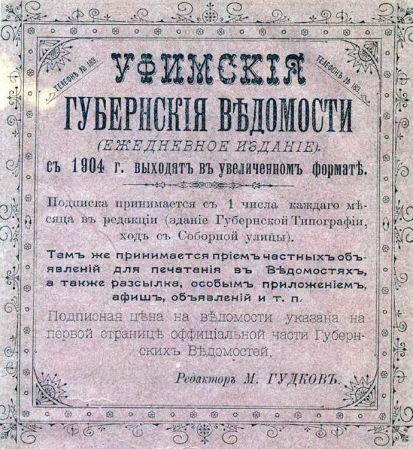 ТЕЛЕФОНЪ № 163.
ТЕЛЕФОНЪ № 163.
УФИМСКІЯ
ГУБЕРНСКІЯ ВѢДОМОСТИ
(ЕЖЕДНЕВНОЕ ИЗДАНІЕ).
съ 1904 г. выходятъ въ увеличенномъ форматѣ.
Подписка принимается съ 1 числа каждаго мѣ-
сяца въ редакціи (зданіе Губернской Типографіи,
ходъ съ Соборной улицы).
Тамъ же принимается пріемъ частныхъ объ-
явленій для печатанія въ Вѣдомостяхъ,
а также разсылка, особымъ приложеніемъ,
афишъ, объявленій и т. п.
Подписная цѣна на вѣдомости указана на
первой страницѣ оффиціальной части Губерн-
скихъ Вѣдомостей.
Редакторъ М. ГУДКОВЪ.